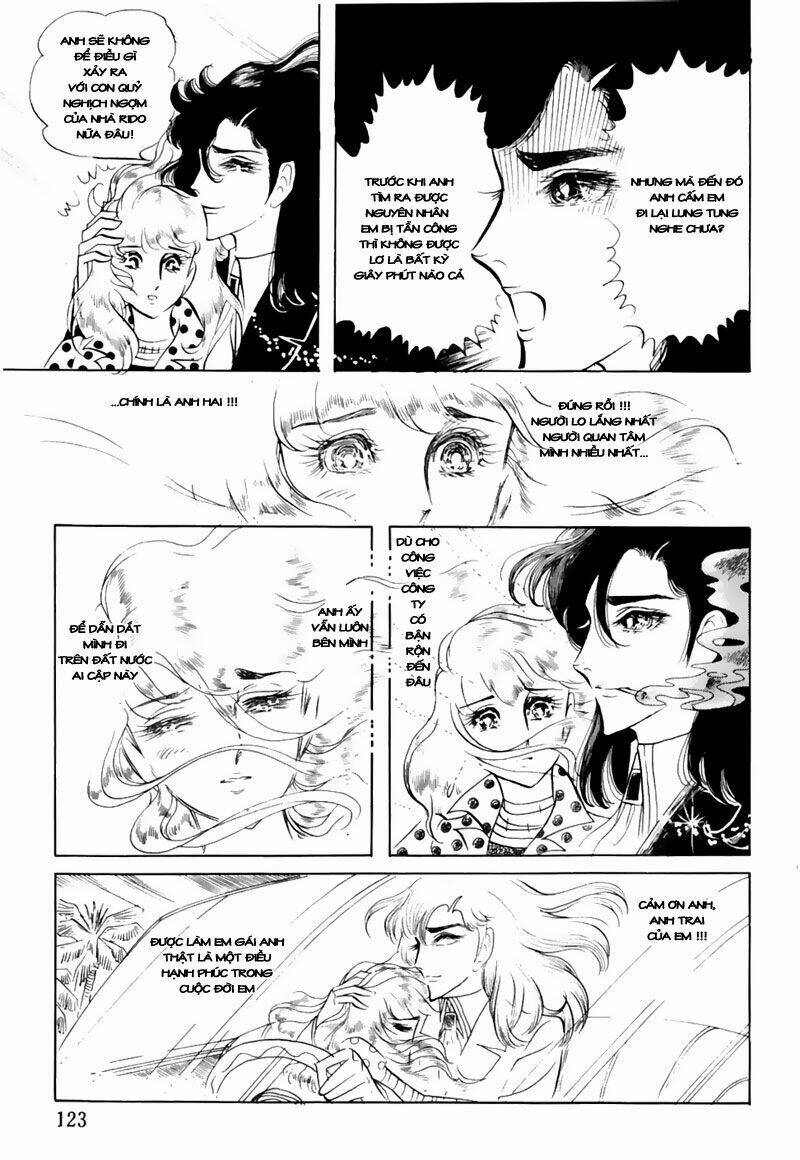 NHƯNG MÀ ĐẾN ĐÓ
ANH CẤM EM
ĐI LẠI LUNG TUNG
NGHE CHƯA?
TRƯỚC KHI ANH
TÌM RA ĐƯỢC
NGUYÊN NHÂN
EM BỊ TẤN CÔNG
THÌ KHÔNG ĐƯỢC
LƠ LÀ BẤT KỲ
GIÂY PHÚT NÀO CẢ
ANH SẼ KHÔNG
ĐỂ ĐIỀU GÌ
XẢY RA
VỚI CON QUỶ
NGHỊCH NGỢM
CỦA NHÀ RIDO
NỮA ĐÂU!
ĐÚNG RỒI !!!
NGƯỜI LO LẮNG NHẤT
NGƯỜI QUAN TÂM
MÌNH NHIỀU NHẤT...
...CHÍNH LÀ ANH HAI !!!
DÙ CHO
CÔNG
VIỆC
CÔNG
TY
CÓ
BẬN
RỘN
ĐẾN
ĐÂU
ANH ẤY
VẪN LUÔN
BÊN MÌNH
ĐỂ DẪN DẮT
MÌNH ĐI
TRÊN ĐẤT NƯỚC
AI CẬP NÀY
CẢM ƠN ANH,
ANH TRAI
CỦA EM !!!
ĐƯỢC LÀM EM GÁI ANH
THẬT LÀ MỘT ĐIỀU
HẠNH PHÚC TRONG
CUỘC ĐỜI EM
123